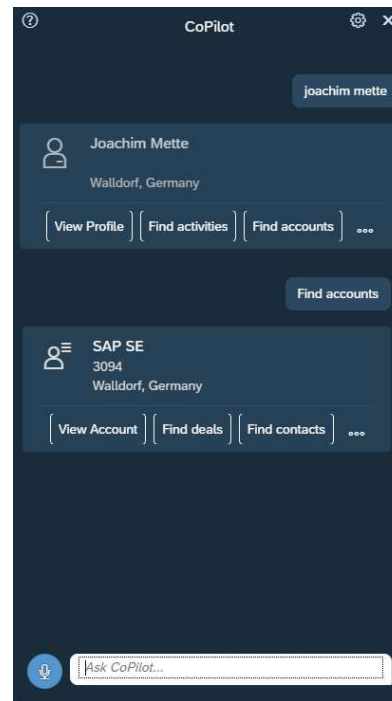 CoPilot
joachim mette
Joachim Mette
Walldorf, Germany
View Profile Find activities Find accounts
Find accounts
SAP SE
3094
Walldorf, Germany
View Account Find deals Find contacts
Ask CoPilot...